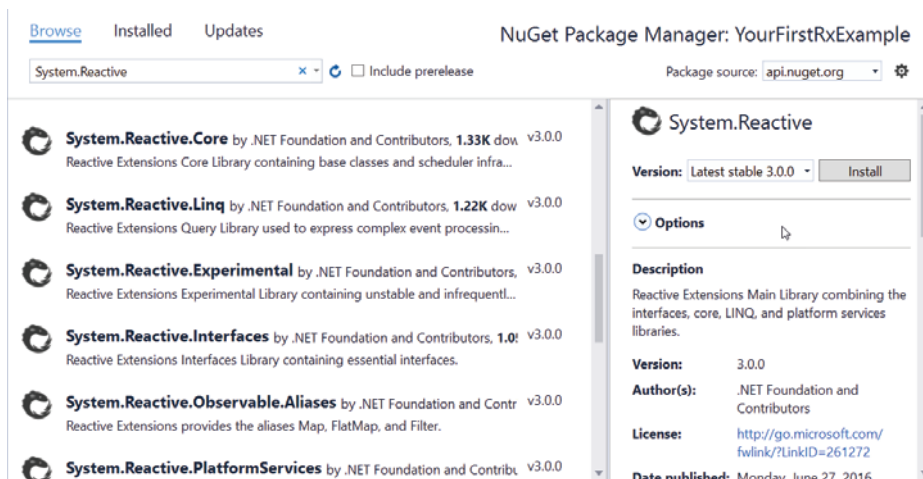 Browse Installed Updates
NuGet Package Manager: YourFirstRxExample
System.Reactive
Include prerelease
Package source: api.nuget.org
System.Reactive.Core by .NET Foundation and Contributors, 1.33K dow v3.0.0
Reactive Extensions Core Library containing base classes and scheduler infra...
System.Reactive.Linq by .NET Foundation and Contributors, 1.22K dow v3.0.0
Reactive Extensions Query Library used to express complex event processin...
System.Reactive.Experimental by .NET Foundation and Contributors, v3.0.0
Reactive Extensions Experimental Library containing unstable and infrequentl...
System.Reactive.Interfaces by .NET Foundation and Contributors, v3.0.0
Reactive Extensions Interfaces Library containing essential interfaces.
System.Reactive.Observable.Aliases by .NET Foundation and Contr v3.0.0
Reactive Extensions provides the aliases Map, FlatMap, and Filter.
System.Reactive.PlatformServices by .NET Foundation and Contribu v3.0.0
System.Reactive
Version: Latest stable 3.0.0 Install
Options
Description
Reactive Extensions Main Library combining the
interfaces, core, LINQ, and platform services
libraries.
Version: 3.0.0
Author(s): .NET Foundation and
Contributors
License: http://go.microsoft.com/
fwlink/?LinkID=261272
Date published: Monday, June 27, 2016